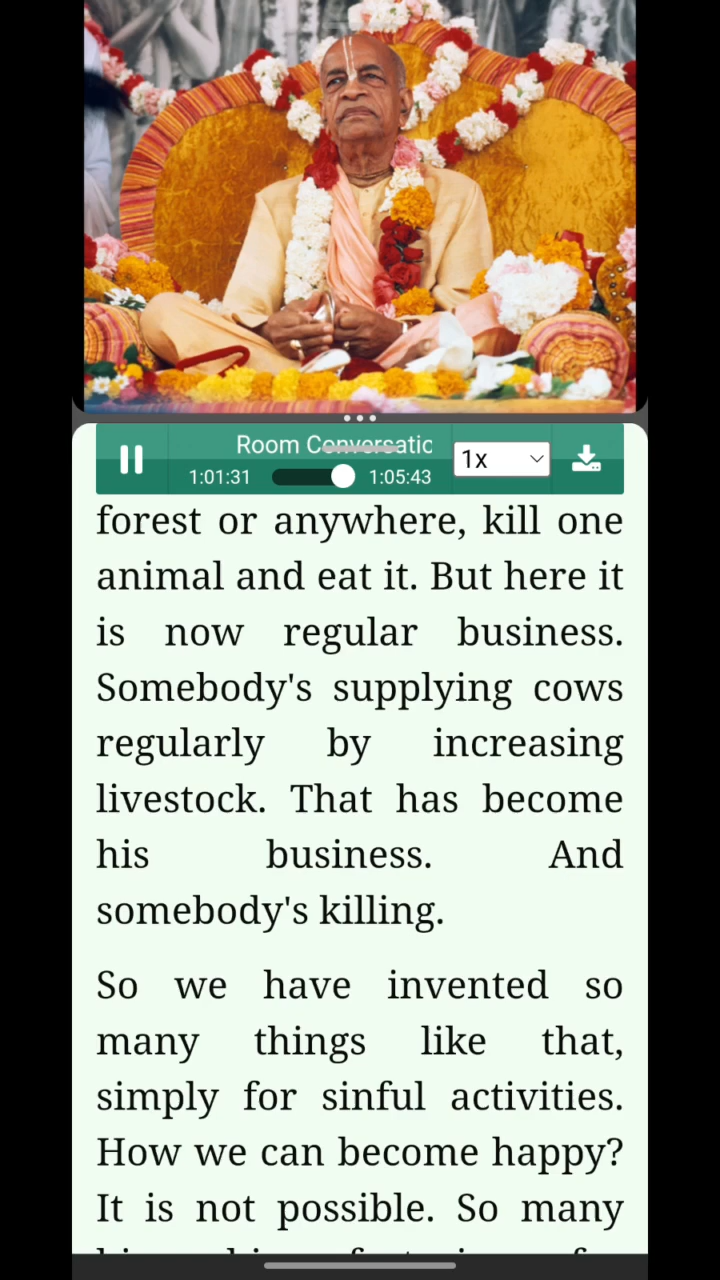 Room Conversatic
1x
1:01:31
1:05:43
forest or anywhere, kill one
animal and eat it. But here it
is now regular business.
Somebody's supplying cows
regularly by increasing
livestock. That has become
his business. And
somebody's killing.
So we have invented so
many things like that,
simply for sinful activities.
How we can become happy?
It is not possible. So many